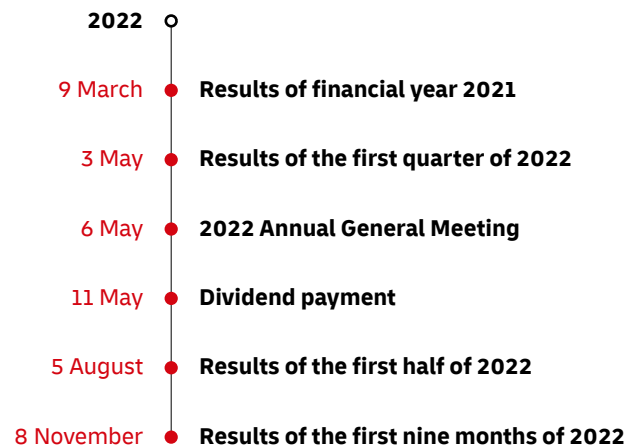 2022
9 March Results of financial year 2021
3 May Results of the first quarter of 2022
6 May 2022 Annual General Meeting
11 May Dividend payment
5 August Results of the first half of 2022
8 November Results of the first nine months of 2022